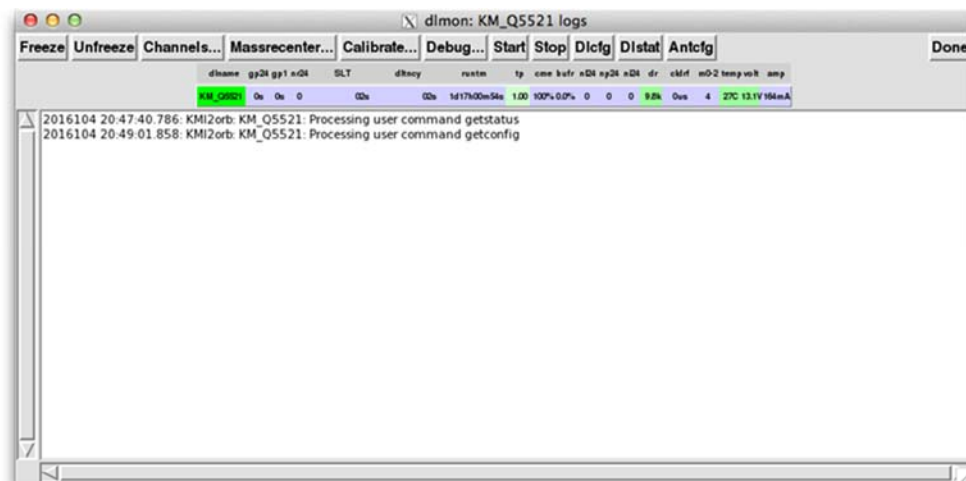 dlmon: KM_Q5521 logs
Freeze Unfreeze Channels... Massrecenter... Calibrate... Debug... Start Stop Dlcfg Dlstat Antcfg Done
dlname gp24 gp1 nr24 SLT dltncy runtm tp cme bufr nl24 np24 nl24 dr cldrf m0-2 temp volt amp
KM_Q5521 0s 0s 0 02s 02s 1d17h00m54s 1.00 100% 0.0% 0 0 0 9.8k 0us 4 27C 13.1V 164mA
2016104 20:47:40.786: KMI2orb: KM_Q5521: Processing user command getstatus
2016104 20:49:01.858: KMI2orb: KM_Q5521: Processing user command getconfig